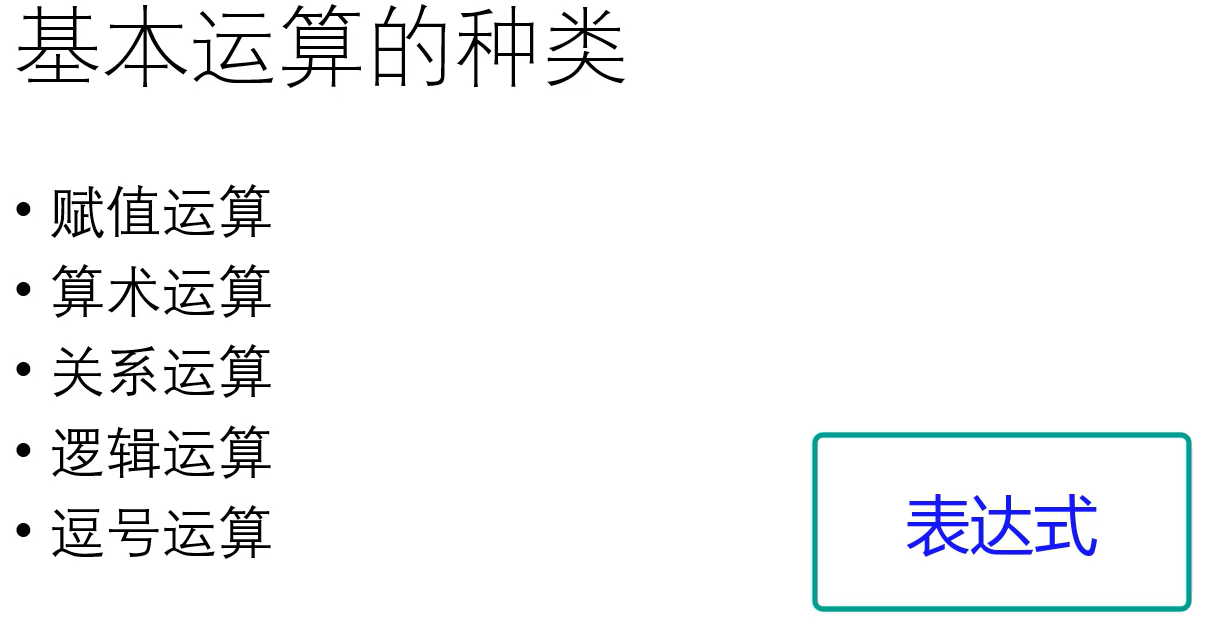 基本运算的种类
• 赋值运算
• 算术运算
• 关系运算
• 逻辑运算
• 逗号运算
表达式